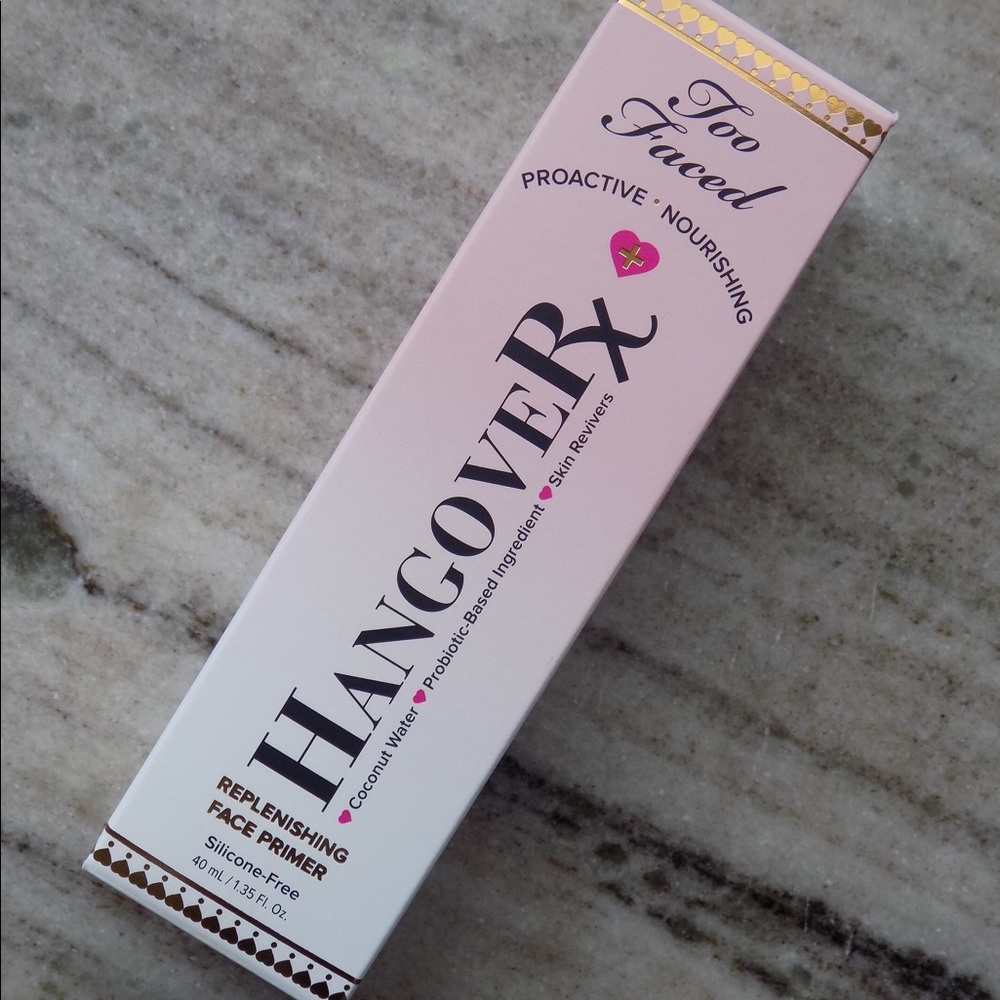 Too
Faced
PROACTIVE • NOURISHING
HANGOVERx
Coconut Water Probiotic-Based Ingredient Skin Revivers
REPLENISHING
FACE PRIMER
Silicone-Free
40 mL / 1.35 Fl. Oz.